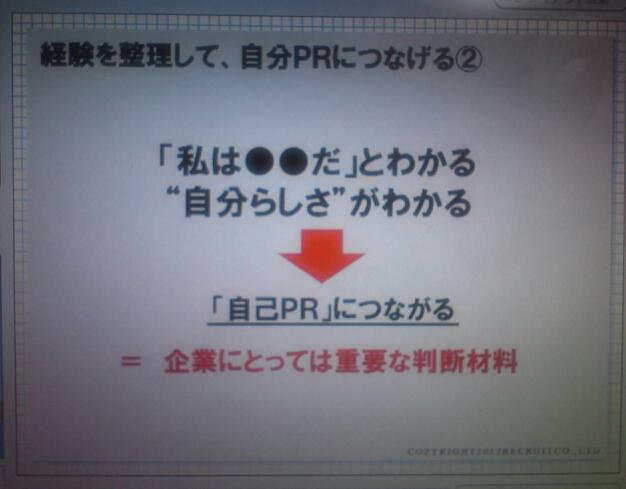 経験を整理して、自分PRにつなげる②
「私は●●だ」とわかる
“自分らしさ”がわかる
「自己PR」につながる
＝ 企業にとっては重要な判断材料
COPYRIGHT2012RECRUITCO.,LTD.